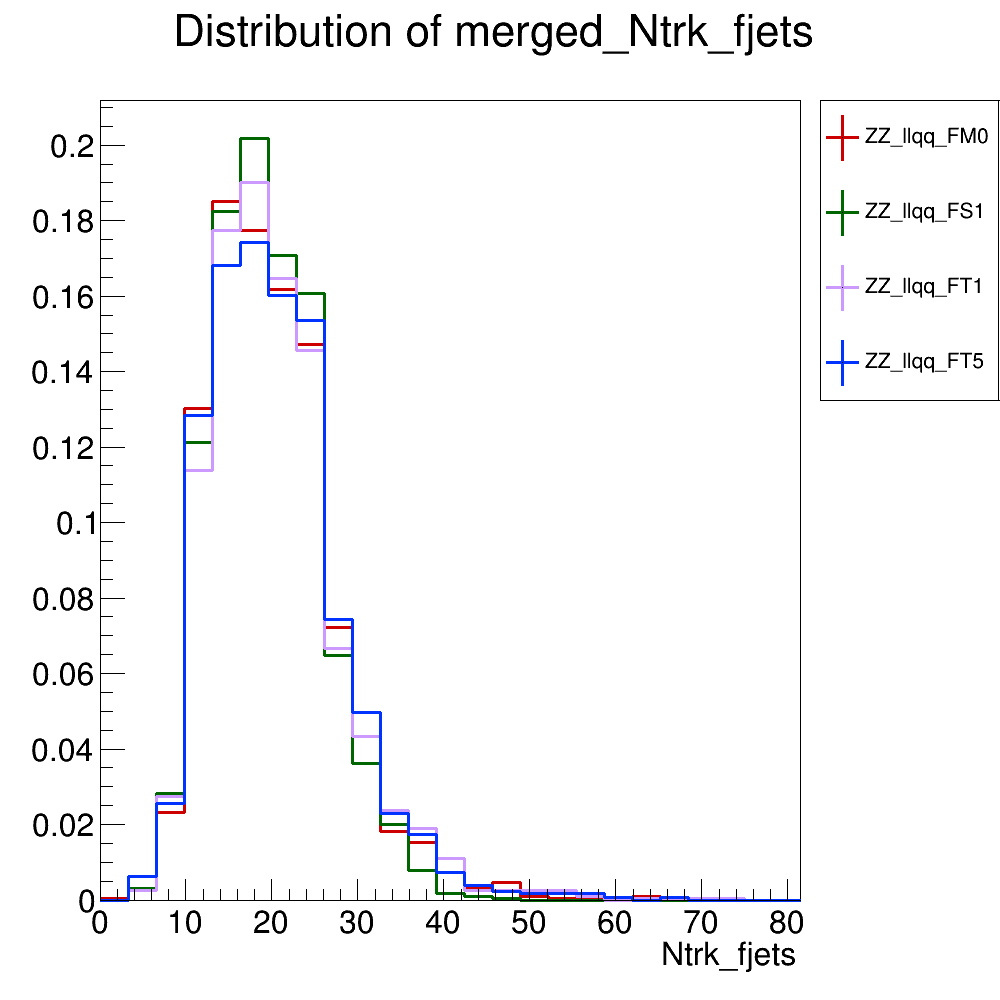 Distribution of merged_Ntrk_fjets
0.2
0.18
0.16
0.14
0.12
0.1
0.08
0.06
0.04
0.02
0
0 10 20 30 40 50 60 70 80
Ntrk_fjets
ZZ_llqq_FM0
ZZ_llqq_FS1
ZZ_llqq_FT1
ZZ_llqq_FT5